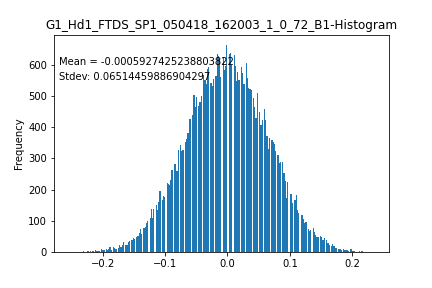 G1_Hd1_FTDS_SP1_050418_162003_1_0_72_B1-Histogram
Mean = -0.0005927425238803822
Stdev: 0.06514459886904297
Frequency
600
500
400
300
200
100
0
−0.2 −0.1 0.0 0.1 0.2